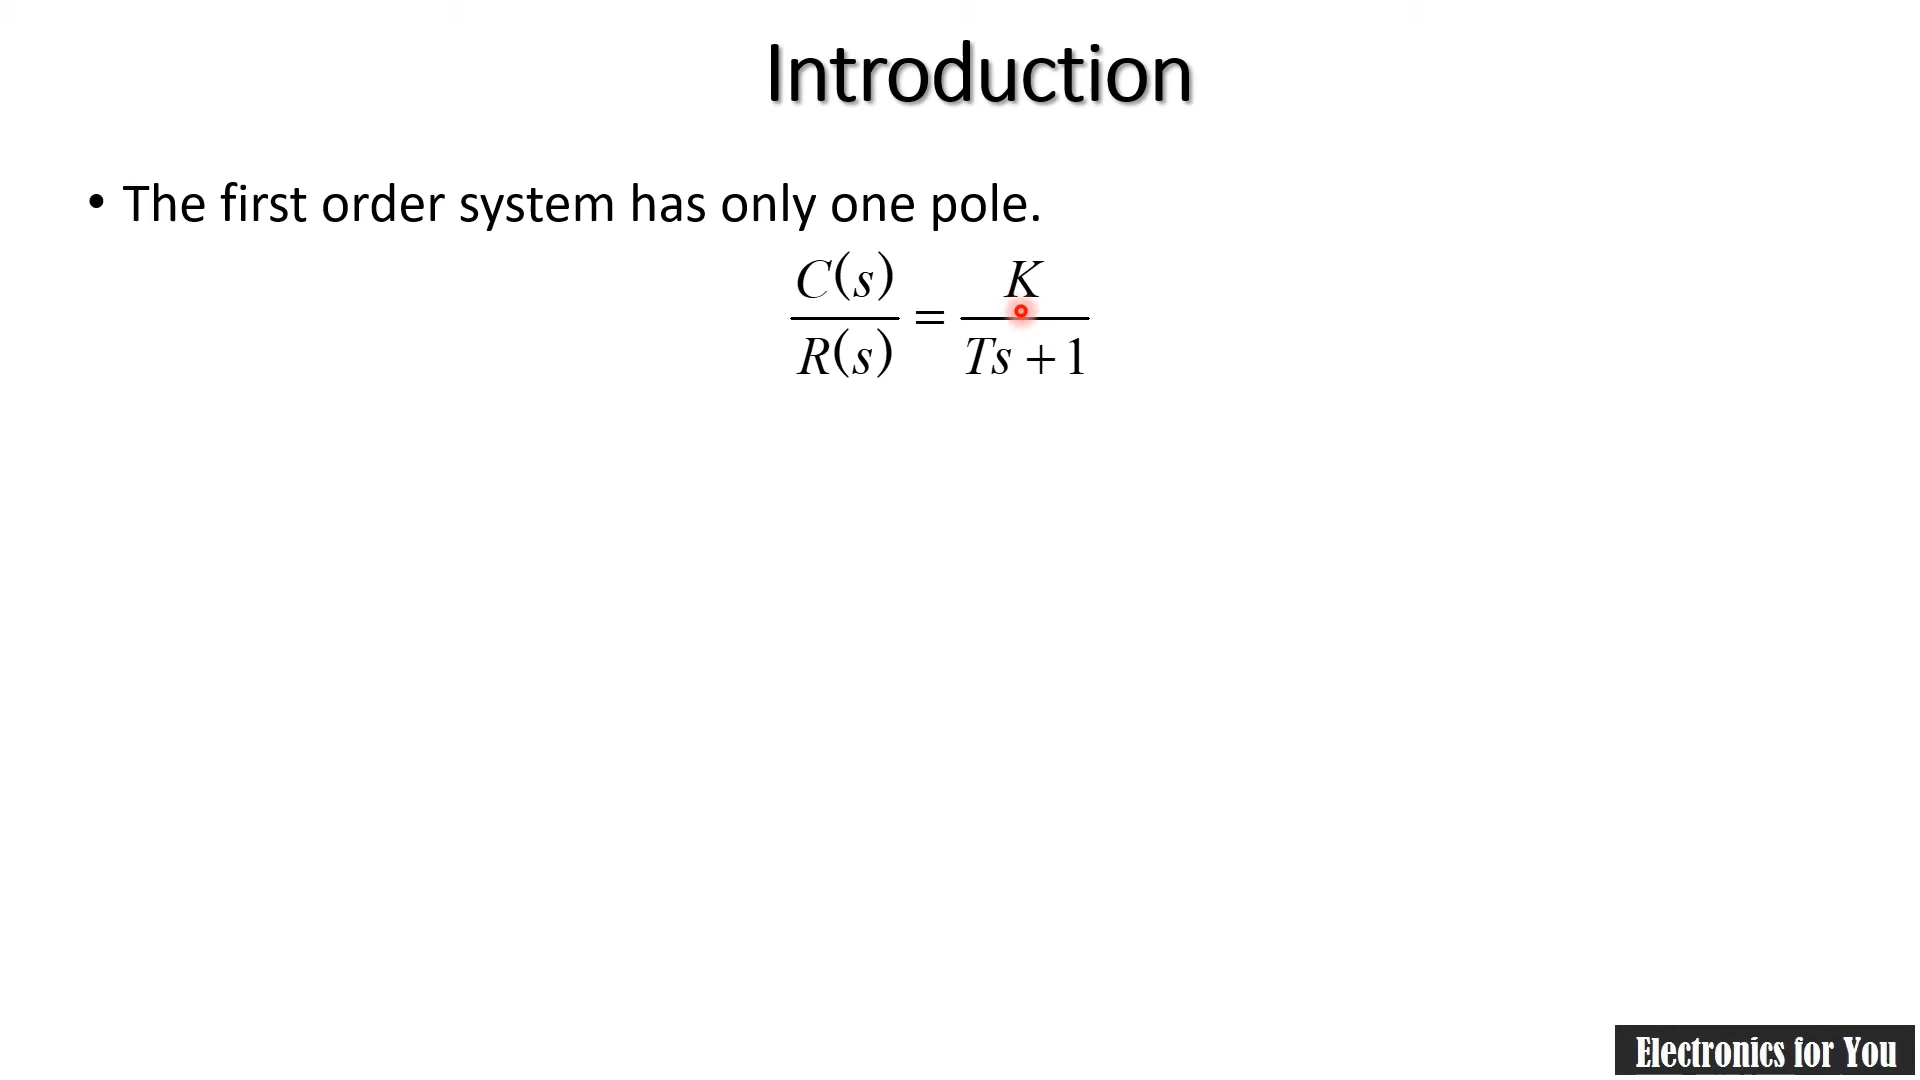 Introduction
• The first order system has only one pole.
C(s)/R(s) = K/(Ts + 1)
Electronics for You